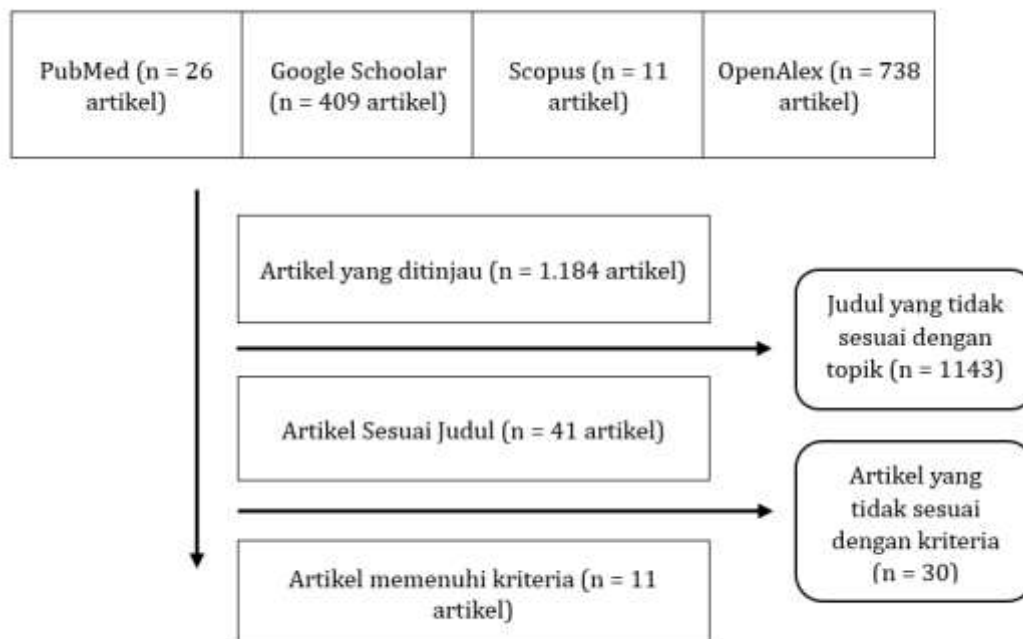 PubMed (n = 26
artikel)
Google Schoolar
(n = 409 artikel)
Scopus (n = 11
artikel)
OpenAlex (n = 738
artikel)
Artikel yang ditinjau (n = 1.184 artikel)
Judul yang tidak
sesuai dengan
topik (n = 1143)
Artikel Sesuai Judul (n = 41 artikel)
Artikel yang
tidak sesuai
dengan kriteria
(n = 30)
Artikel memenuhi kriteria (n = 11
artikel)